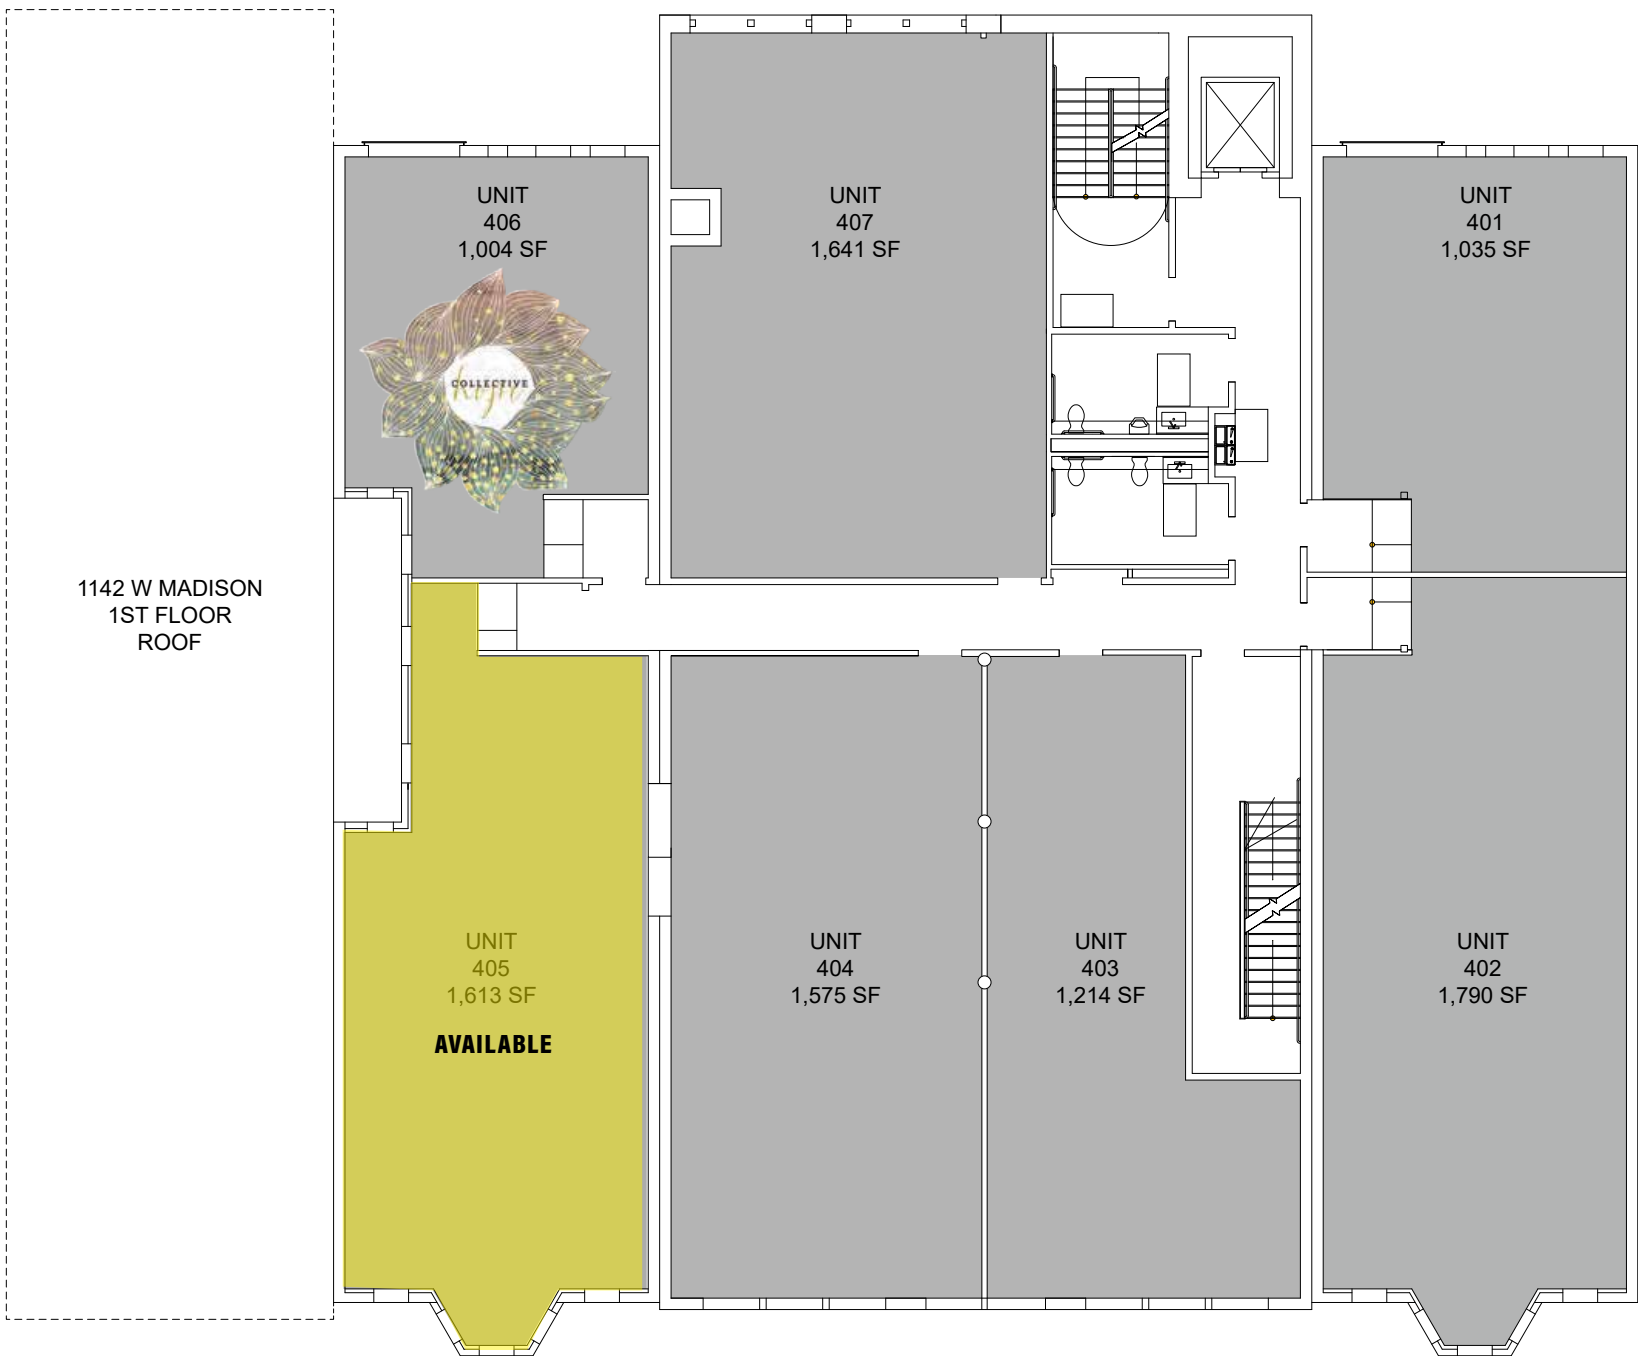 UNIT
406
1,004 SF
UNIT
407
1,641 SF
UNIT
401
1,035 SF
COLLECTIVE
1142 W MADISON
1ST FLOOR
ROOF
UNIT
405
1,613 SF
AVAILABLE
UNIT
404
1,575 SF
UNIT
403
1,214 SF
UNIT
402
1,790 SF